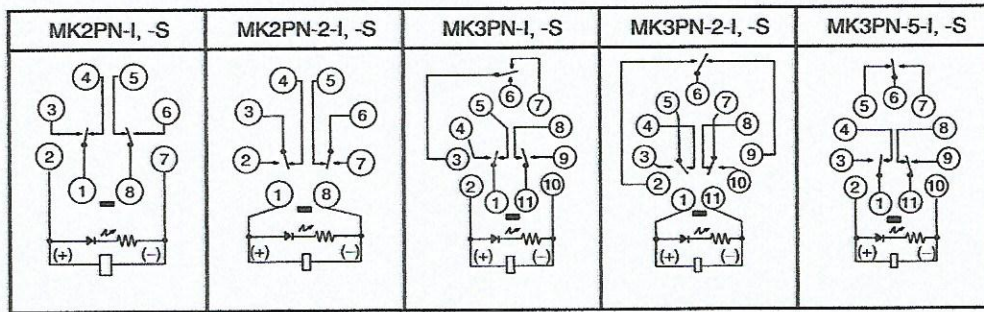 MK2PN-I, -S MK2PN-2-I, -S MK3PN-I, -S MK3PN-2-I, -S MK3PN-5-I, -S
4 5 3 6 2 7 1 8 (+) (−)
4 5 3 6 2 7 1 8 (+) (−)
6 5 7 4 8 3 9 2 10 1 11 (+) (−)
6 5 7 4 8 3 9 2 10 1 11 (+) (−)
5 6 7 4 8 3 9 2 10 1 11 (+) (−)